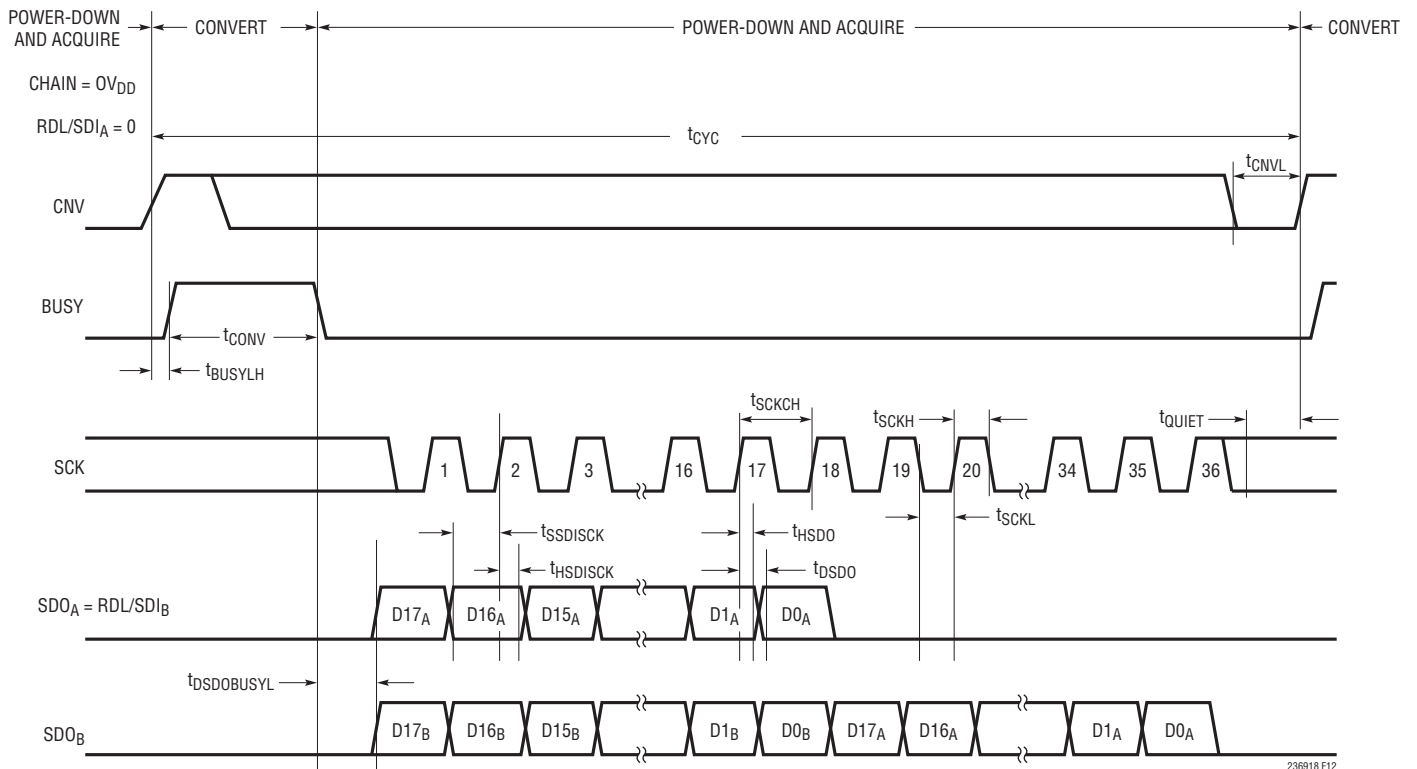 POWER-DOWN
AND ACQUIRE
CONVERT
POWER-DOWN AND ACQUIRE
CONVERT
CHAIN = OVDD
RDL/SDIA = 0
tCYC
tCNVL
CNV
BUSY
tCONV
tBUSYLH
tSCKCH
tSCKH
tQUIET
SCK
1 2 3 16 17 18 19 20 34 35 36
tSSDISCK
tHSDO
tSCKL
tHSDISCK
tDSDO
SDOA = RDL/SDIB
D17A D16A D15A D1A D0A
tDSDOBUSYL
SDOB
D17B D16B D15B D1B D0B D17A D16A D1A D0A
236918 F12